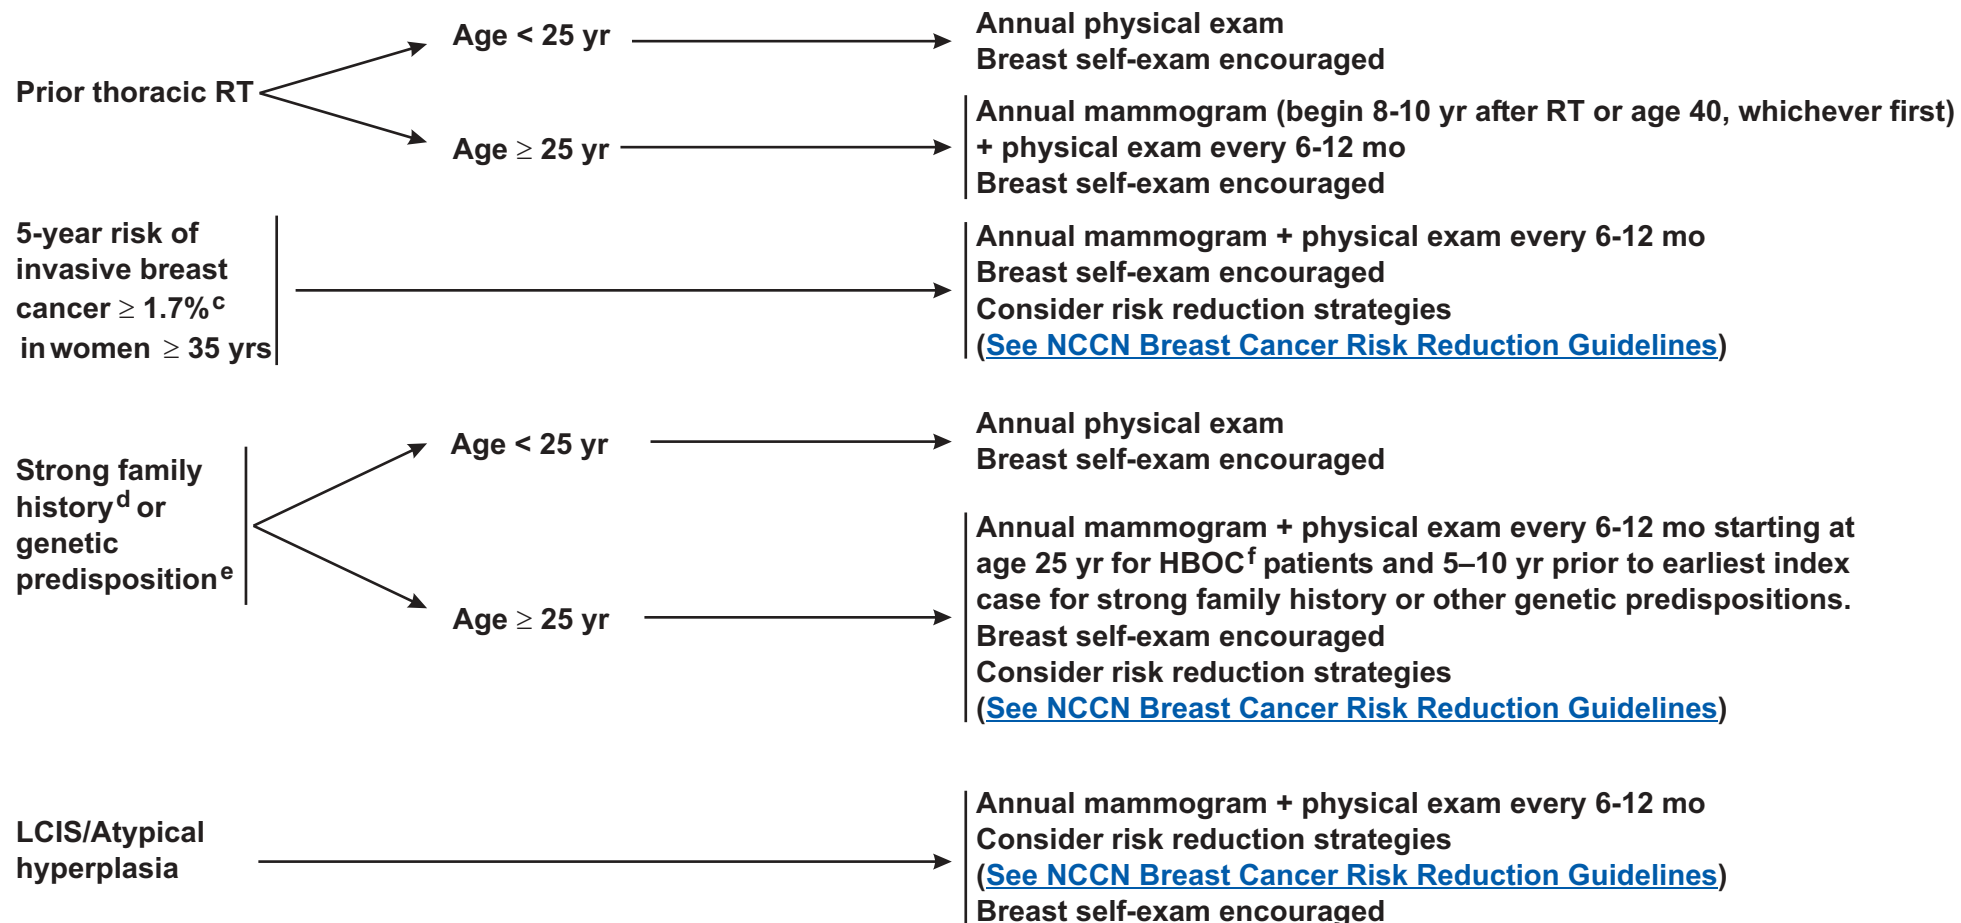 Prior thoracic RT
Age < 25 yr
Annual physical exam
Breast self-exam encouraged
Age ≥ 25 yr
Annual mammogram (begin 8-10 yr after RT or age 40, whichever first)
+ physical exam every 6-12 mo
Breast self-exam encouraged
5-year risk of
invasive breast
cancer ≥ 1.7% c
in women ≥ 35 yrs
Annual mammogram + physical exam every 6-12 mo
Breast self-exam encouraged
Consider risk reduction strategies
(See NCCN Breast Cancer Risk Reduction Guidelines)
Strong family
history d or
genetic
predisposition e
Age < 25 yr
Annual physical exam
Breast self-exam encouraged
Age ≥ 25 yr
Annual mammogram + physical exam every 6-12 mo starting at
age 25 yr for HBOC f patients and 5–10 yr prior to earliest index
case for strong family history or other genetic predispositions.
Breast self-exam encouraged
Consider risk reduction strategies
(See NCCN Breast Cancer Risk Reduction Guidelines)
LCIS/Atypical
hyperplasia
Annual mammogram + physical exam every 6-12 mo
Consider risk reduction strategies
(See NCCN Breast Cancer Risk Reduction Guidelines)
Breast self-exam encouraged